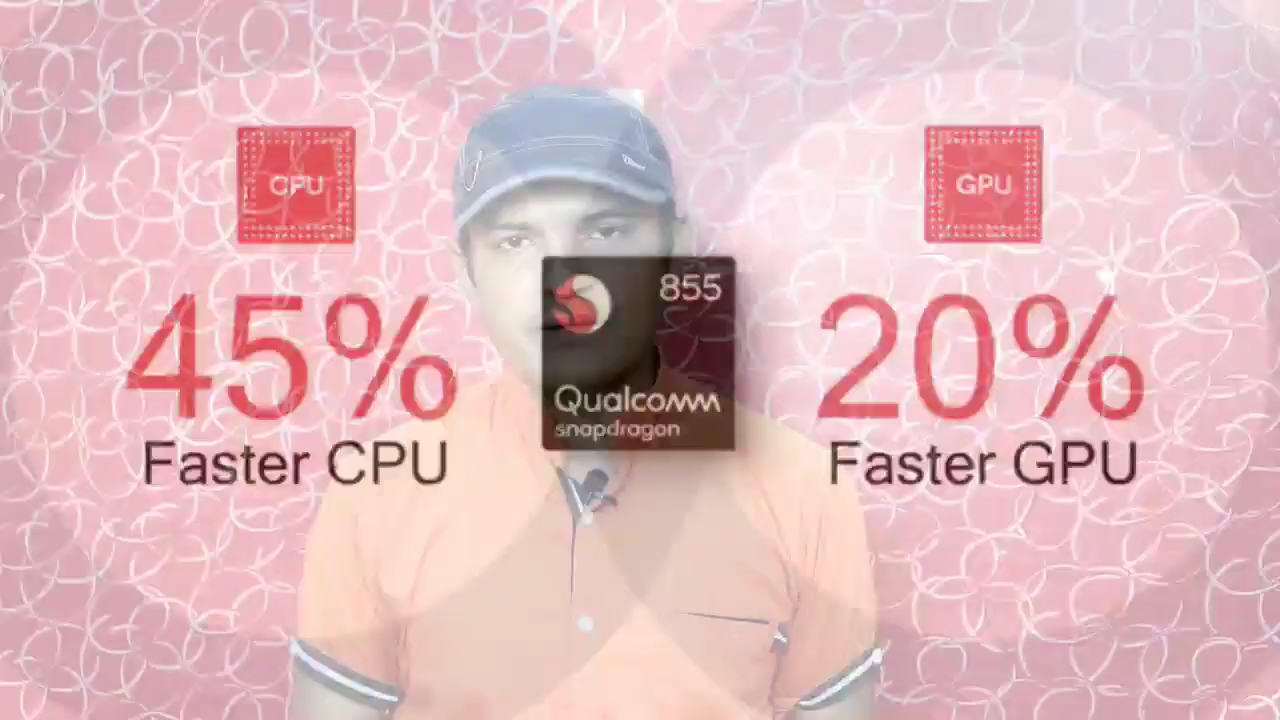 CPU
GPU
855
45%
20%
Qualcomm
snapdragon
Faster CPU
Faster GPU